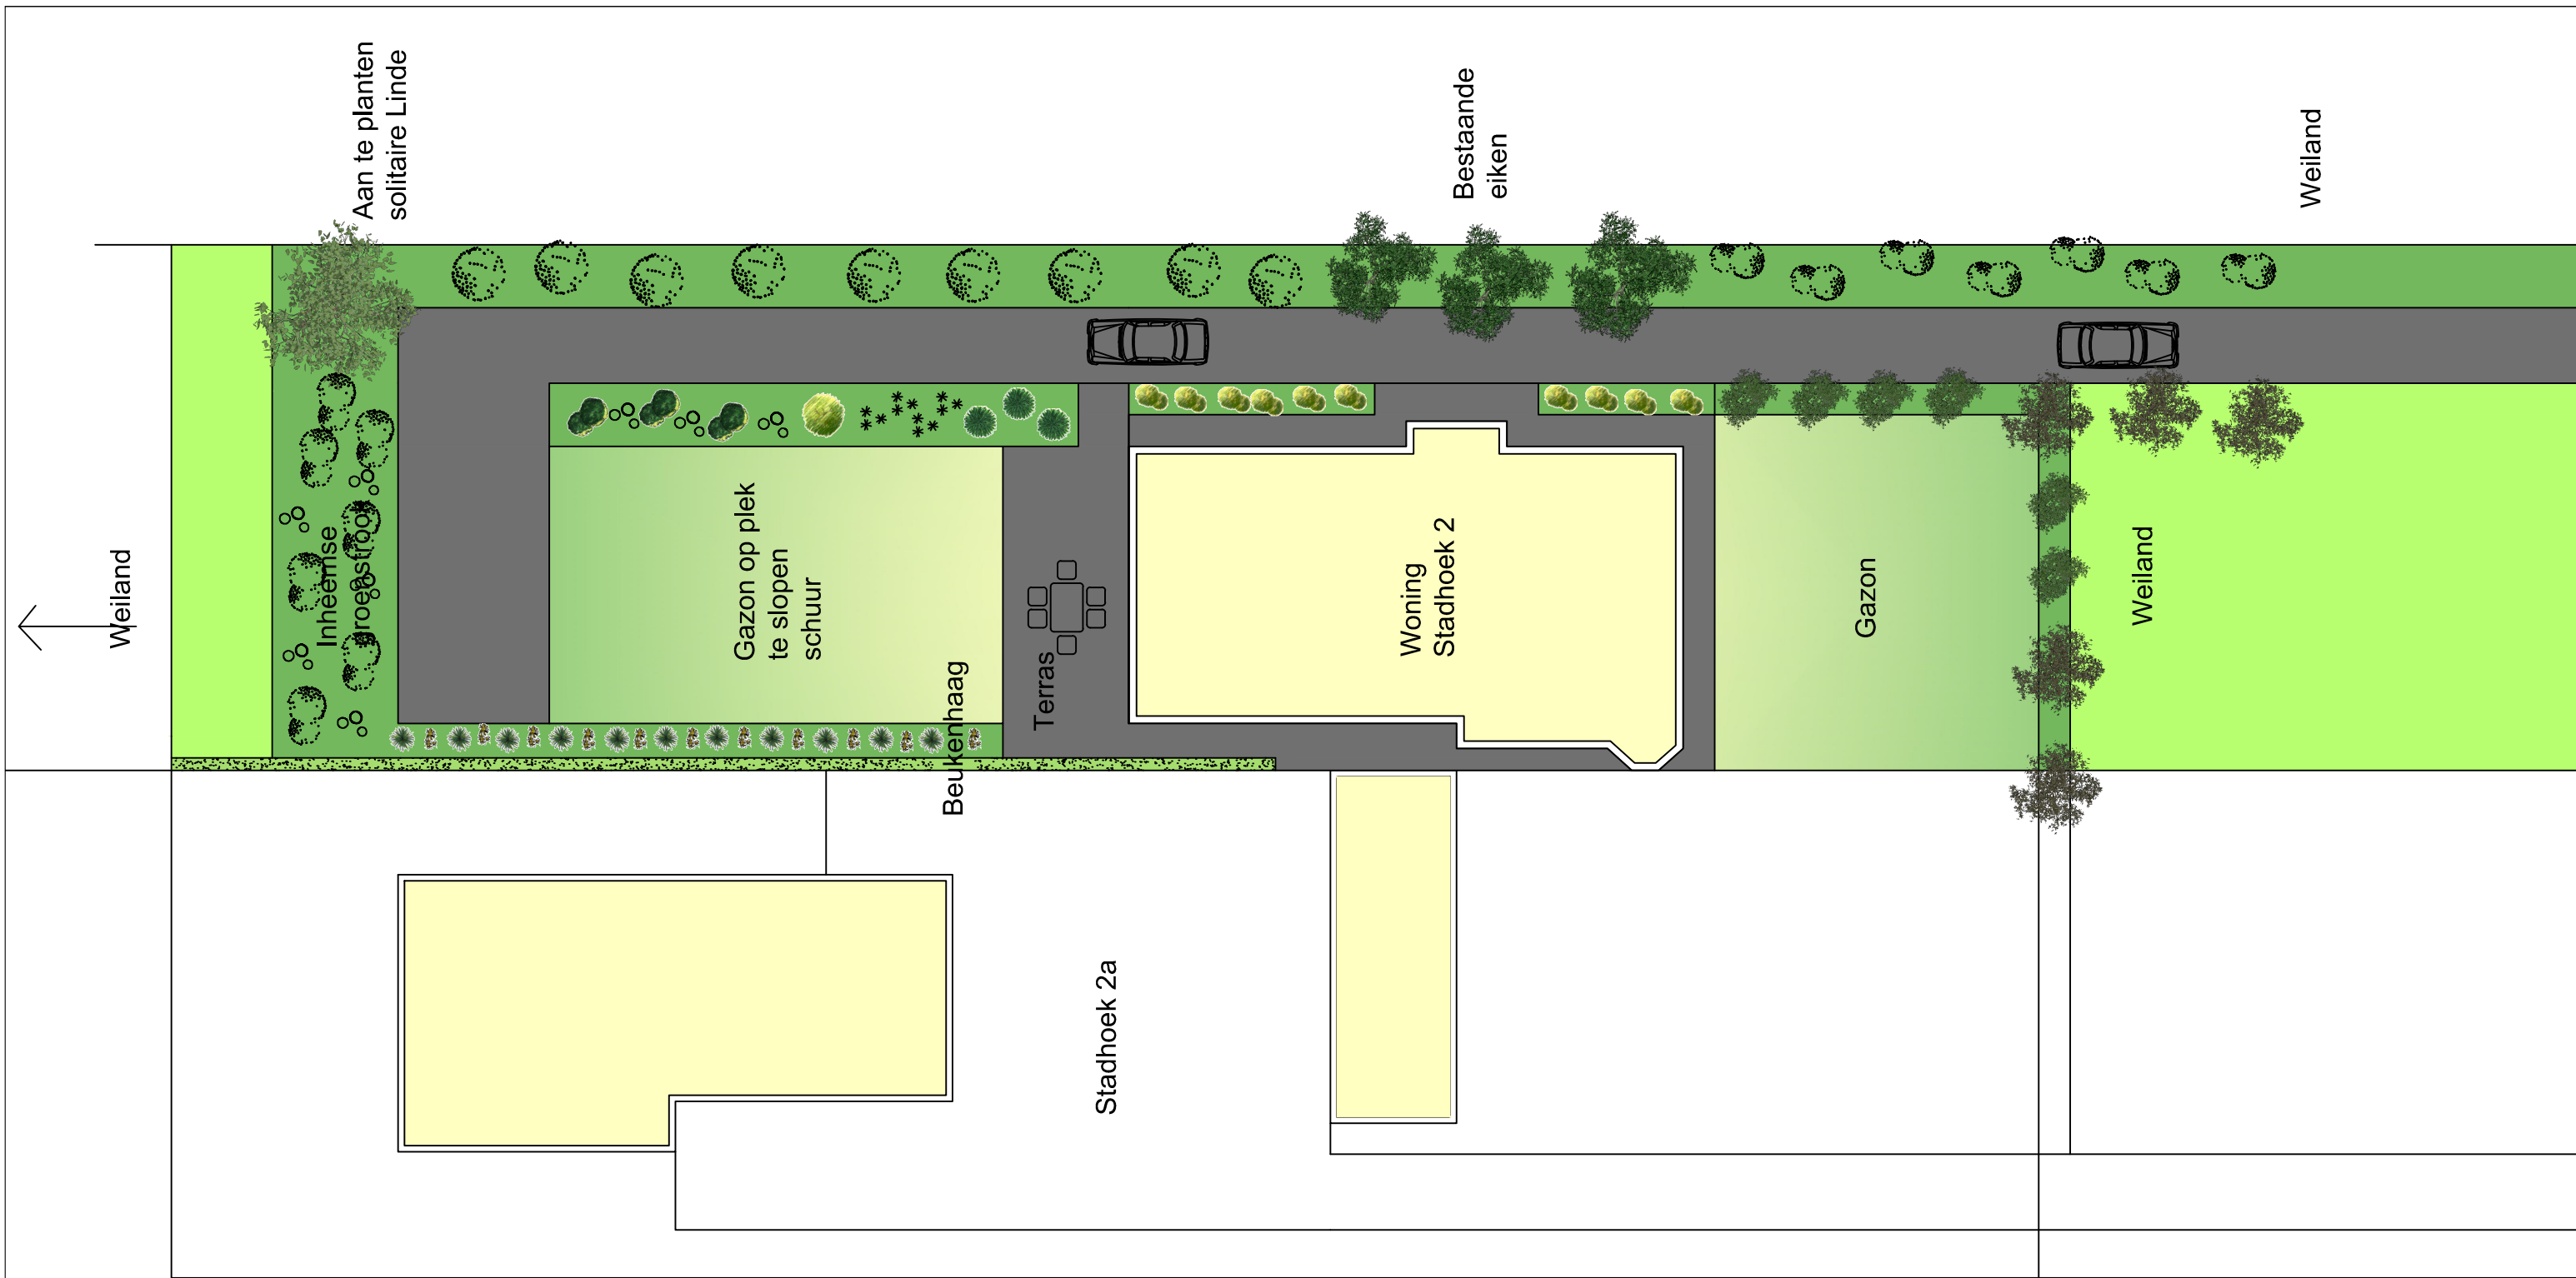 Aan te planten
solitaire Linde
Bestaande
eiken
Weiland
Weiland
Inheemse
groenstrook
Gazon op plek
te slopen
schuur
Beukenhaag
Terras
Woning
Stadhoek 2
Gazon
Weiland
Stadhoek 2a